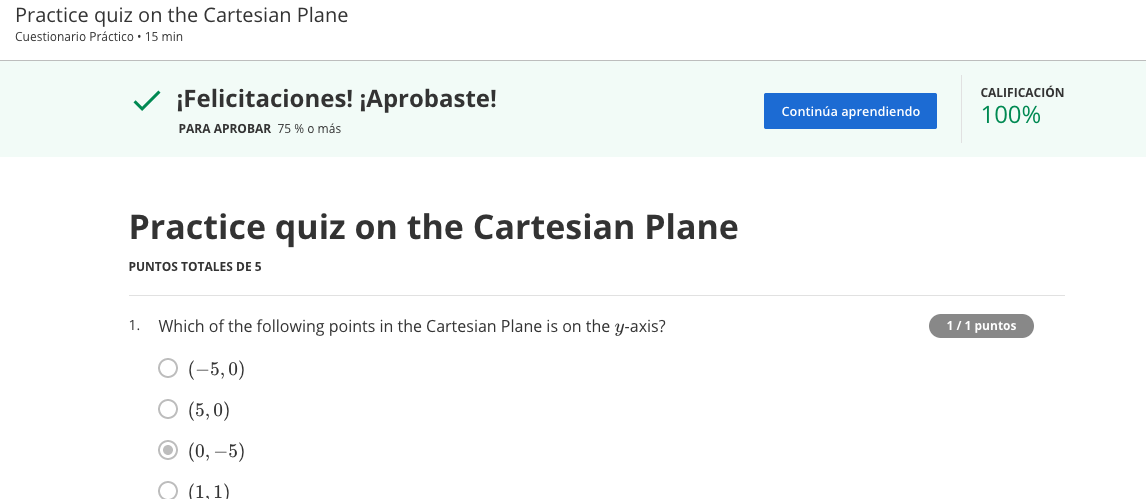 Practice quiz on the Cartesian Plane
Cuestionario Práctico • 15 min
¡Felicitaciones! ¡Aprobaste!
PARA APROBAR 75 % o más
Continúa aprendiendo
CALIFICACIÓN
100%
Practice quiz on the Cartesian Plane
PUNTOS TOTALES DE 5
1. Which of the following points in the Cartesian Plane is on the y-axis?
1 / 1 puntos
(−5, 0)
(5, 0)
(0, −5)
(1, 1)